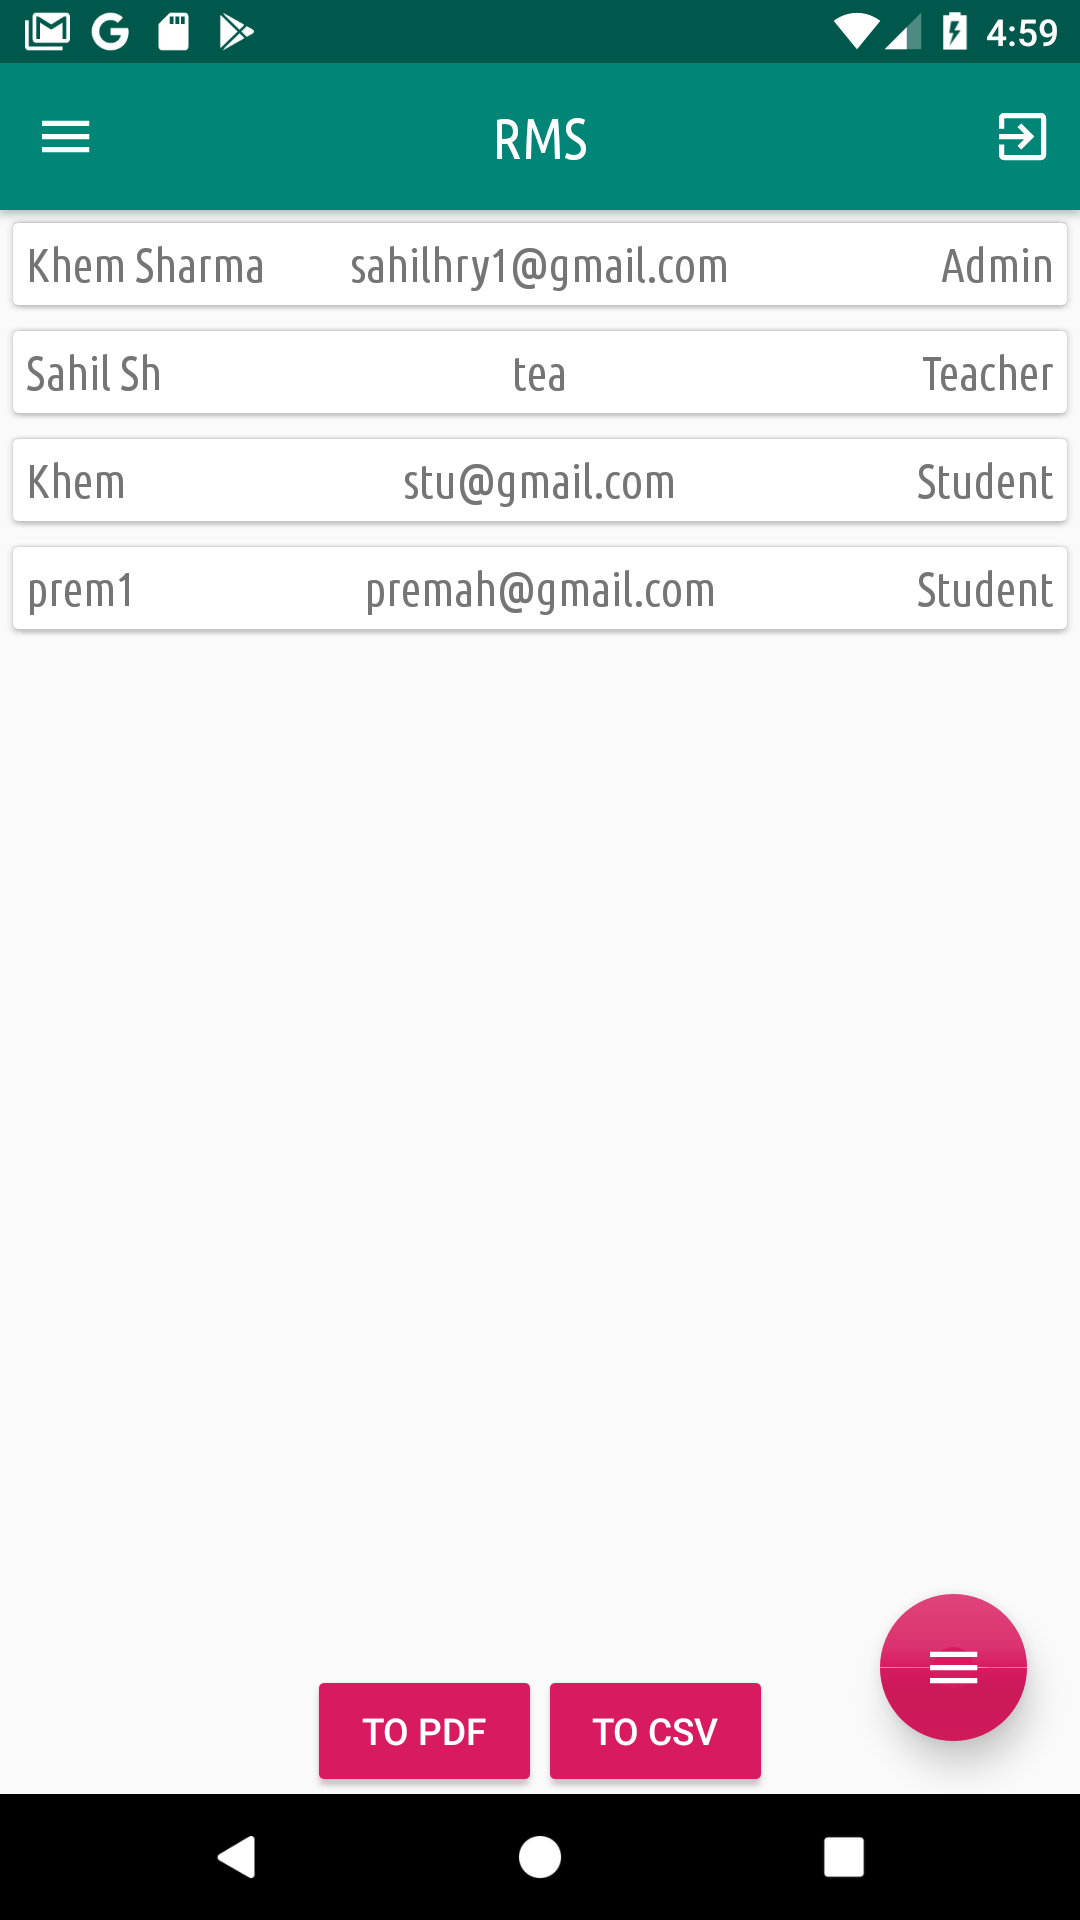 4:59
RMS
Khem Sharma sahilhry1@gmail.com Admin
Sahil Sh tea Teacher
Khem stu@gmail.com Student
prem1 premah@gmail.com Student
TO PDF TO CSV